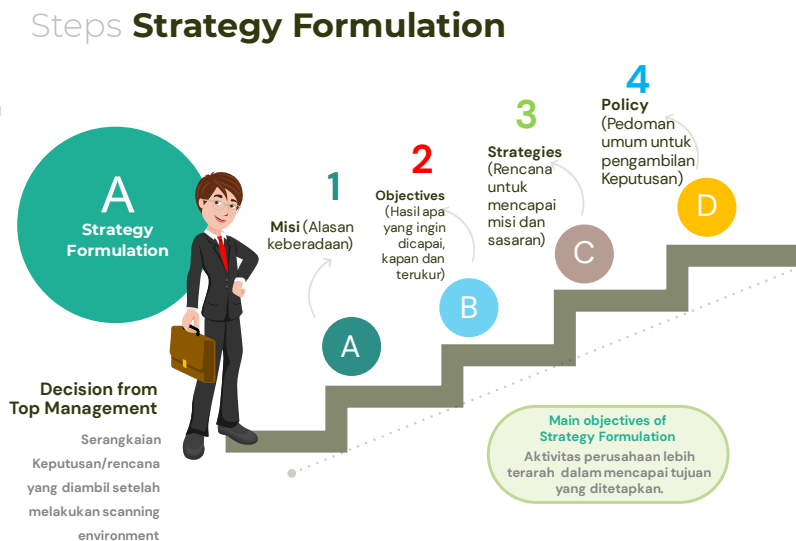 Steps Strategy Formulation
A
Strategy
Formulation
Decision from
Top Management
Serangkaian
Keputusan/rencana
yang diambil setelah
melakukan scanning
environment
1
Misi (Alasan
keberadaan)
A
2
Objectives
(Hasil apa
yang ingin
dicapai,
kapan dan
terukur)
B
3
Strategies
(Rencana
untuk
mencapai
misi dan
sasaran)
C
4
Policy
(Pedoman
umum untuk
pengambilan
Keputusan)
D
Main objectives of
Strategy Formulation
Aktivitas perusahaan lebih
terarah dalam mencapai tujuan
yang ditetapkan.